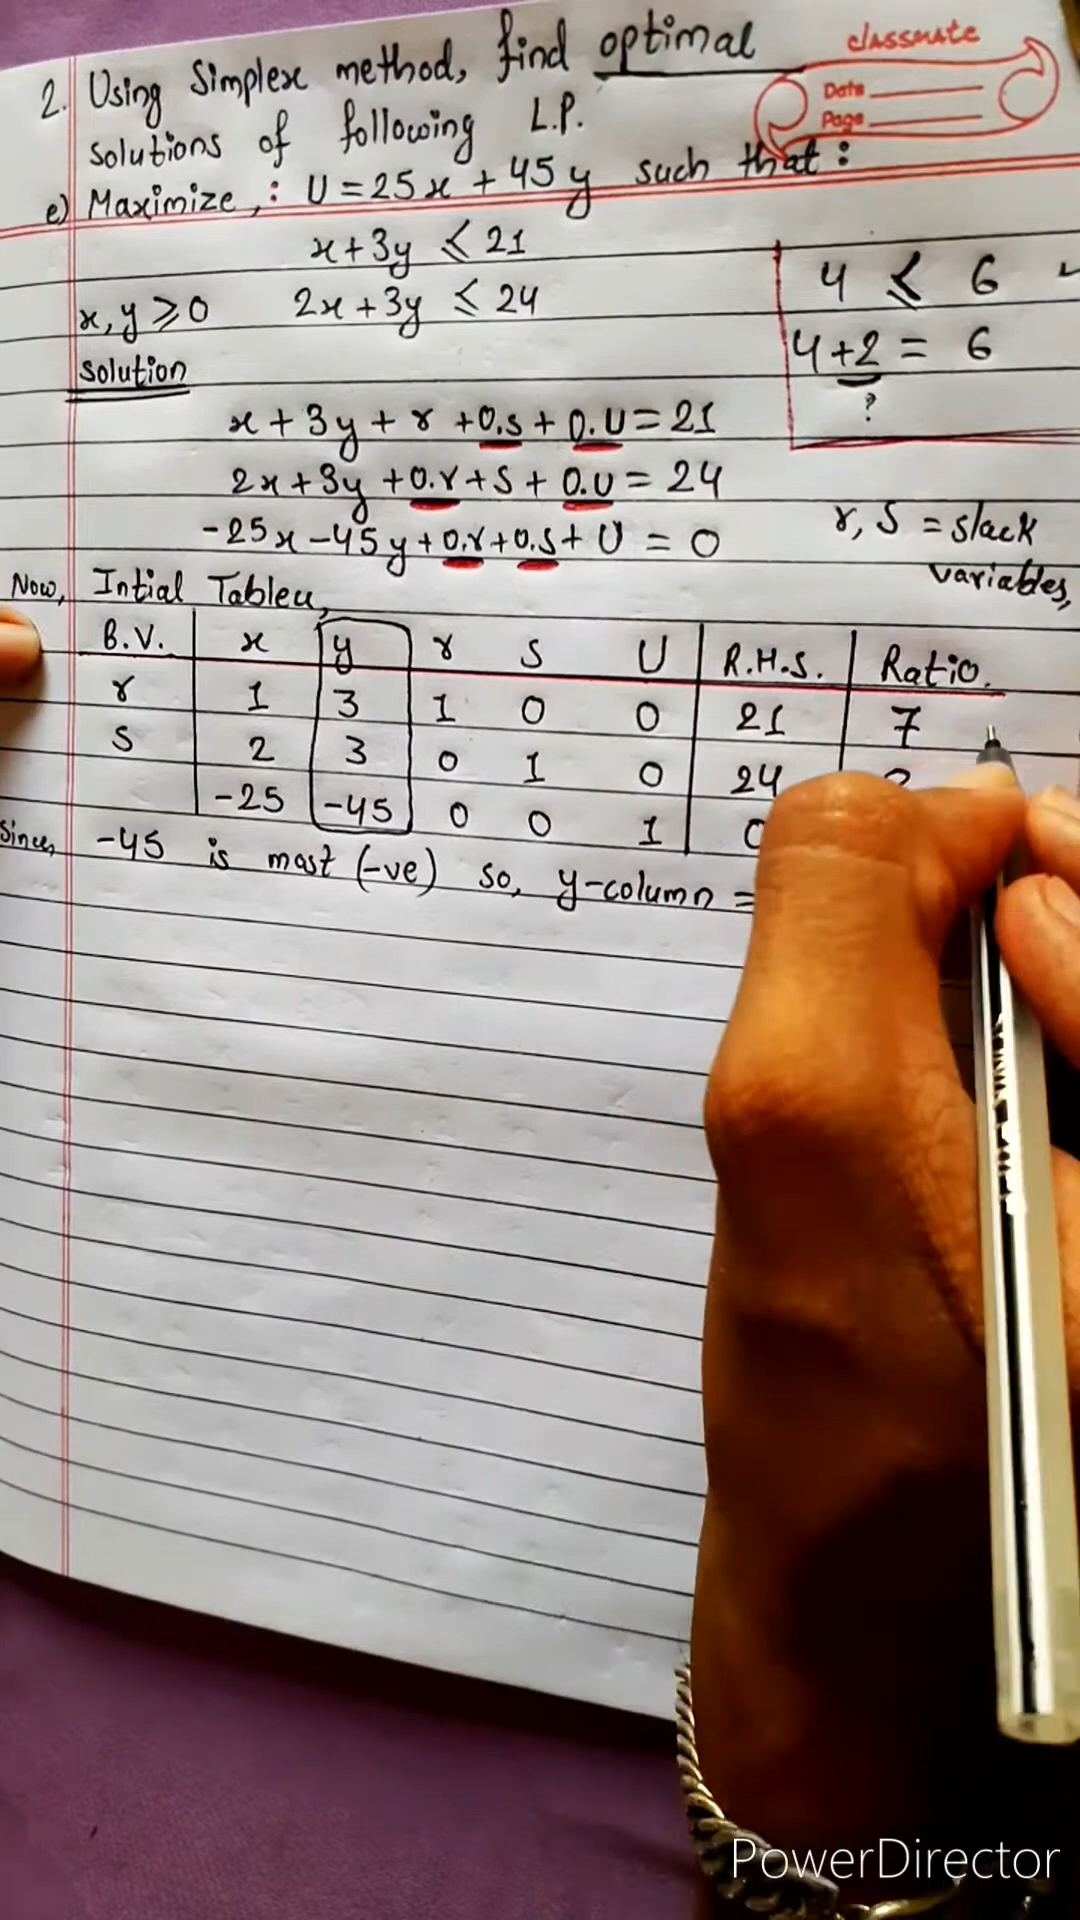 classmate
Date
Page
2. Using Simplex method, find optimal
solutions of following L.P.
e) Maximize, : U = 25x + 45y such that :
x + 3y ≤ 21
x, y ≥ 0 2x + 3y ≤ 24
4 ≤ 6
4 + 2 = 6
?
solution
x + 3y + r + 0.s + 0.U = 21
2x + 3y + 0.r + S + 0.U = 24
-25x - 45y + 0.r + 0.s + U = 0
r, S = slack
variables,
Now, Intial Tableu,
B.V. x y r S U R.H.S. Ratio.
r 1 3 1 0 0 21 7
S 2 3 0 1 0 24
-25 -45 0 0 1 0
Since, -45 is most (-ve) so, y-column =
PowerDirector